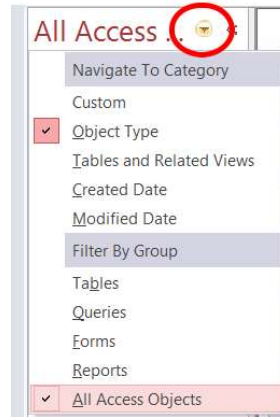 All Access ... «
Navigate To Category
Custom
Object Type
Tables and Related Views
Created Date
Modified Date
Filter By Group
Tables
Queries
Forms
Reports
All Access Objects